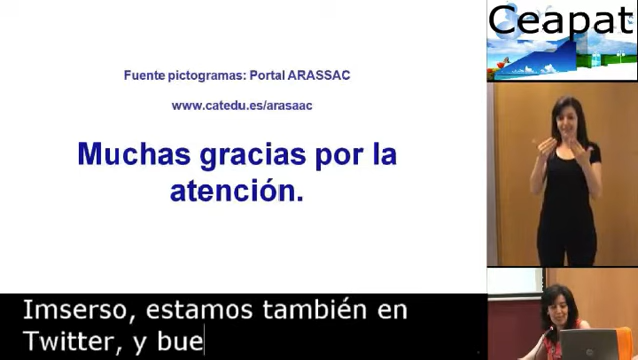 Ceapat
Fuente pictogramas: Portal ARASSAC
www.catedu.es/arasaac
Muchas gracias por la
atención.
Imserso, estamos también en
Twitter, y bue